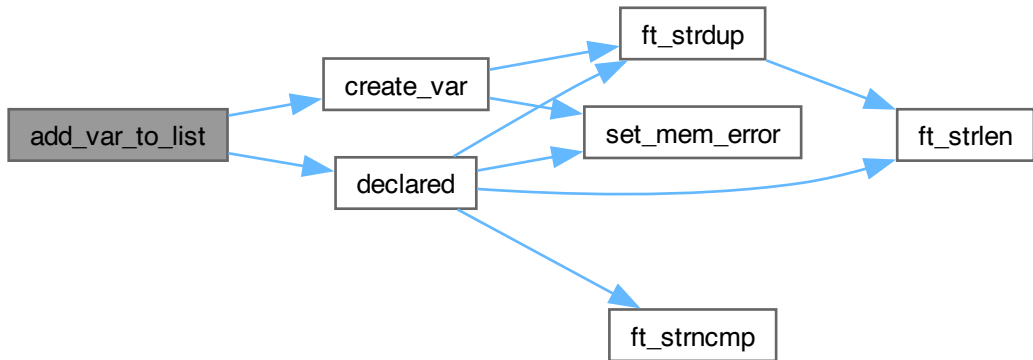 add_var_to_list
create_var
declared
ft_strdup
set_mem_error
ft_strlen
ft_strncmp